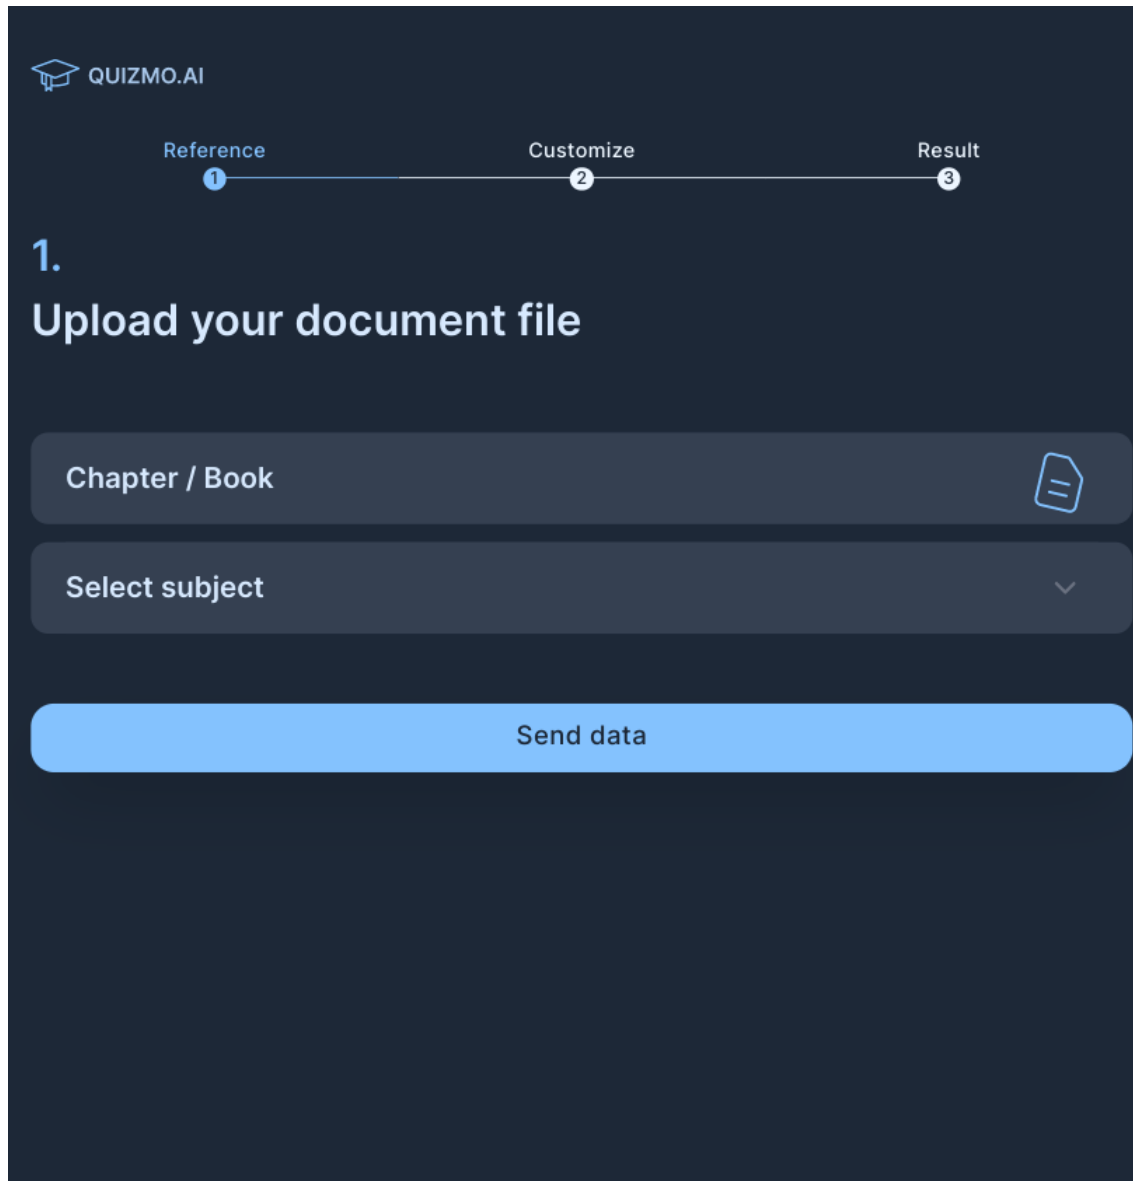 QUIZMO.AI
Reference Customize Result
1 2 3
1.
Upload your document file
Chapter / Book
Select subject
Send data